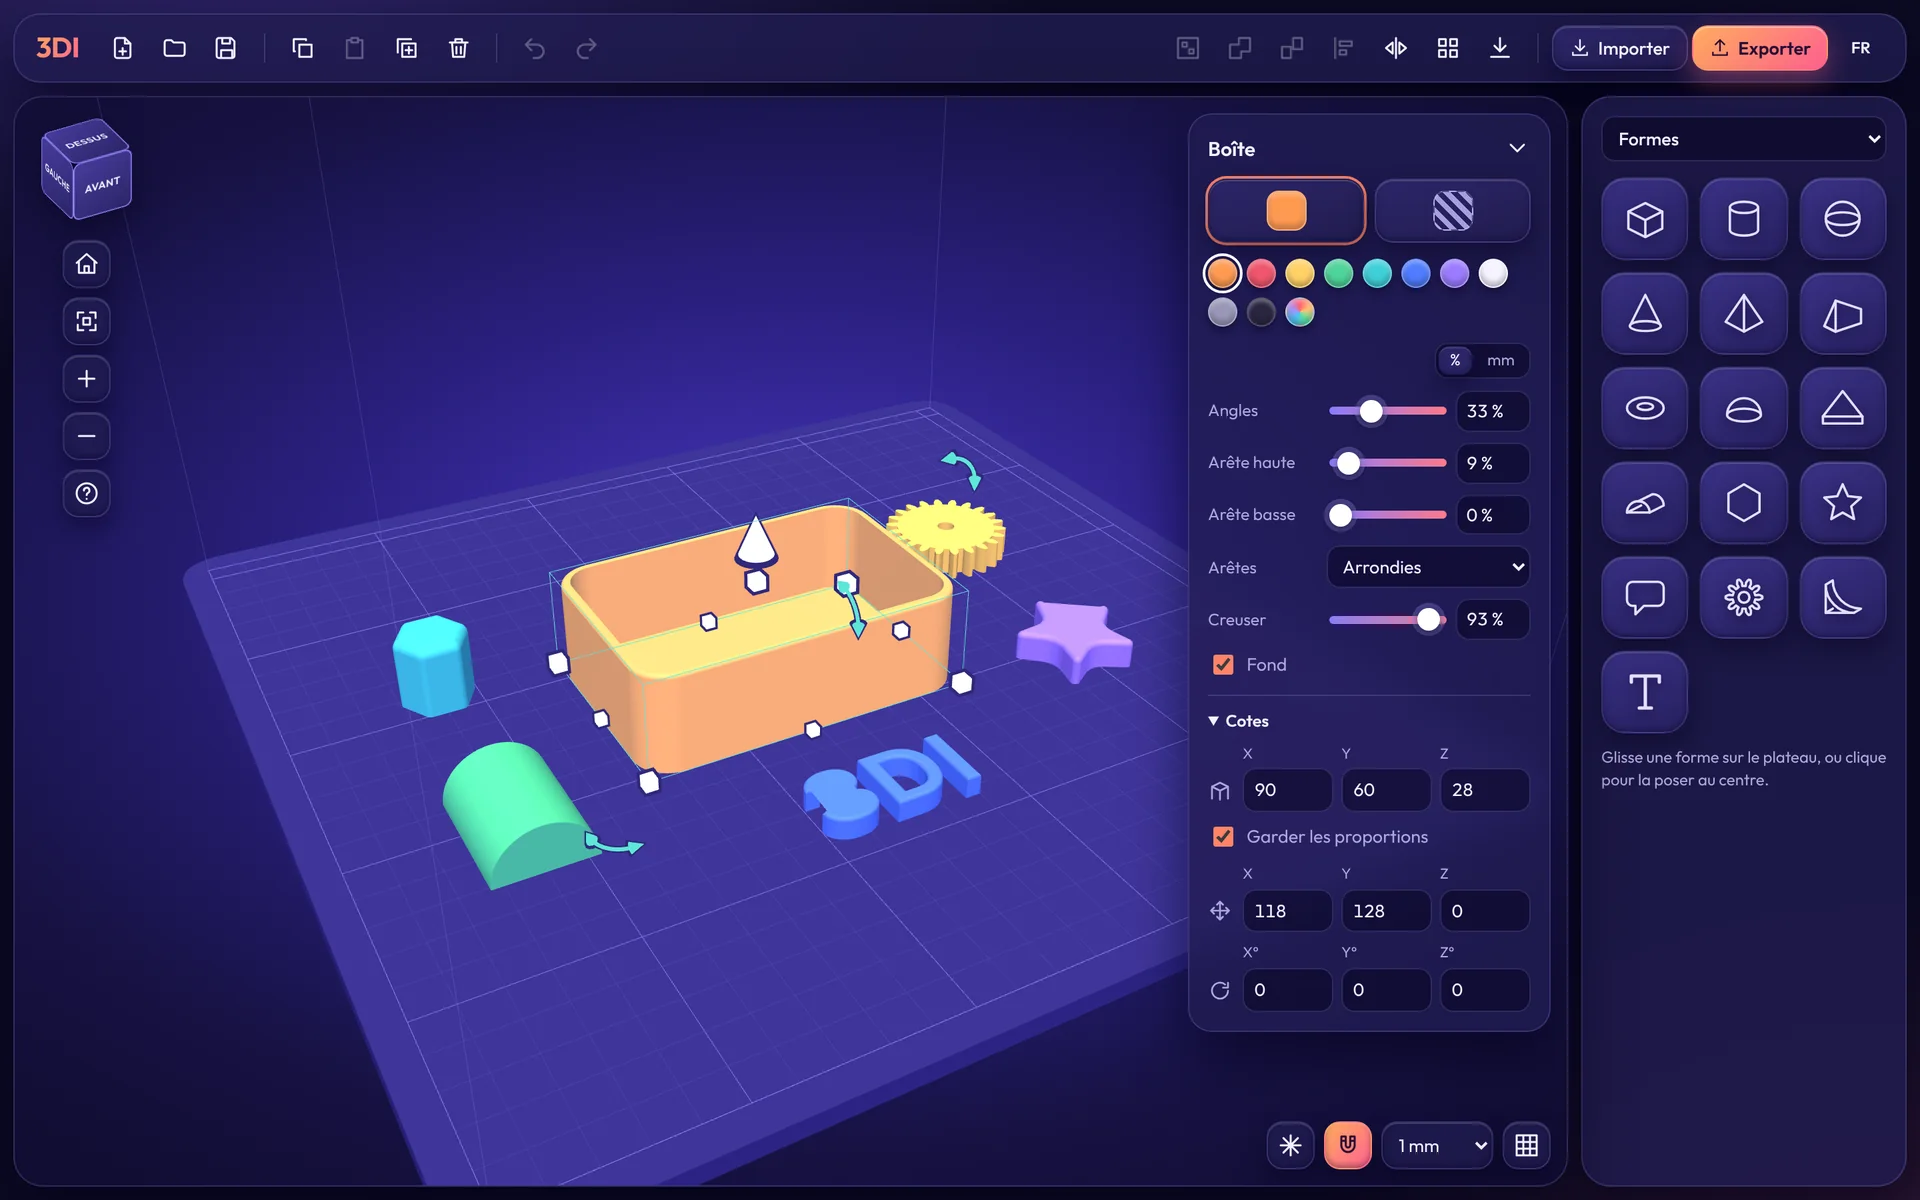 3DI
Importer
Exporter
FR
DESSUS
GAUCHE
AVANT
3DI
Boîte
% mm
Angles 33 %
Arête haute 9 %
Arête basse 0 %
Arêtes Arrondies
Creuser 93 %
Fond
Cotes
X Y Z
90 60 28
Garder les proportions
X Y Z
118 128 0
X° Y° Z°
0 0 0
1 mm
Formes
Glisse une forme sur le plateau, ou clique
pour la poser au centre.